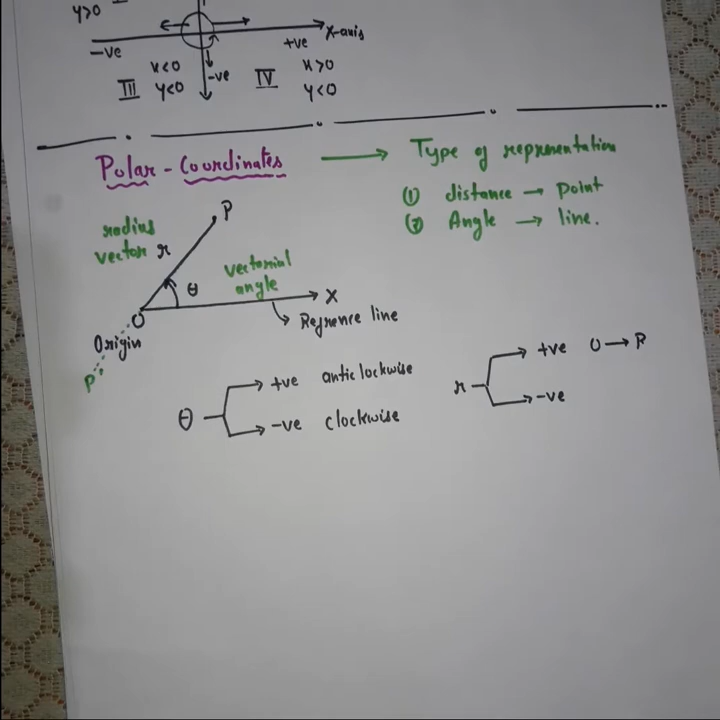 y>0
X-axis
-ve
+ve
x<0
-ve
x>0
III y<0
IV
y<0
Polar-Coordinates → Type of representation
(1) distance → point
(2) Angle → line.
P
radius
vector r
vectorial
angle
θ
X
O
Origin
Refrence line
P'
θ
+ve anticlockwise
-ve clockwise
r
+ve O→P
-ve